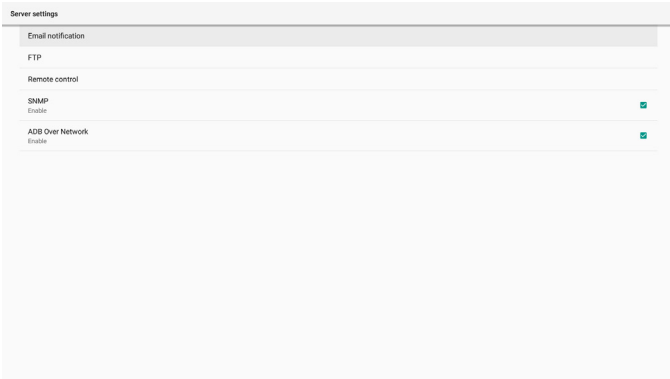 Server settings
Email notification
FTP
Remote control
SNMP
Enable
ADB Over Network
Enable